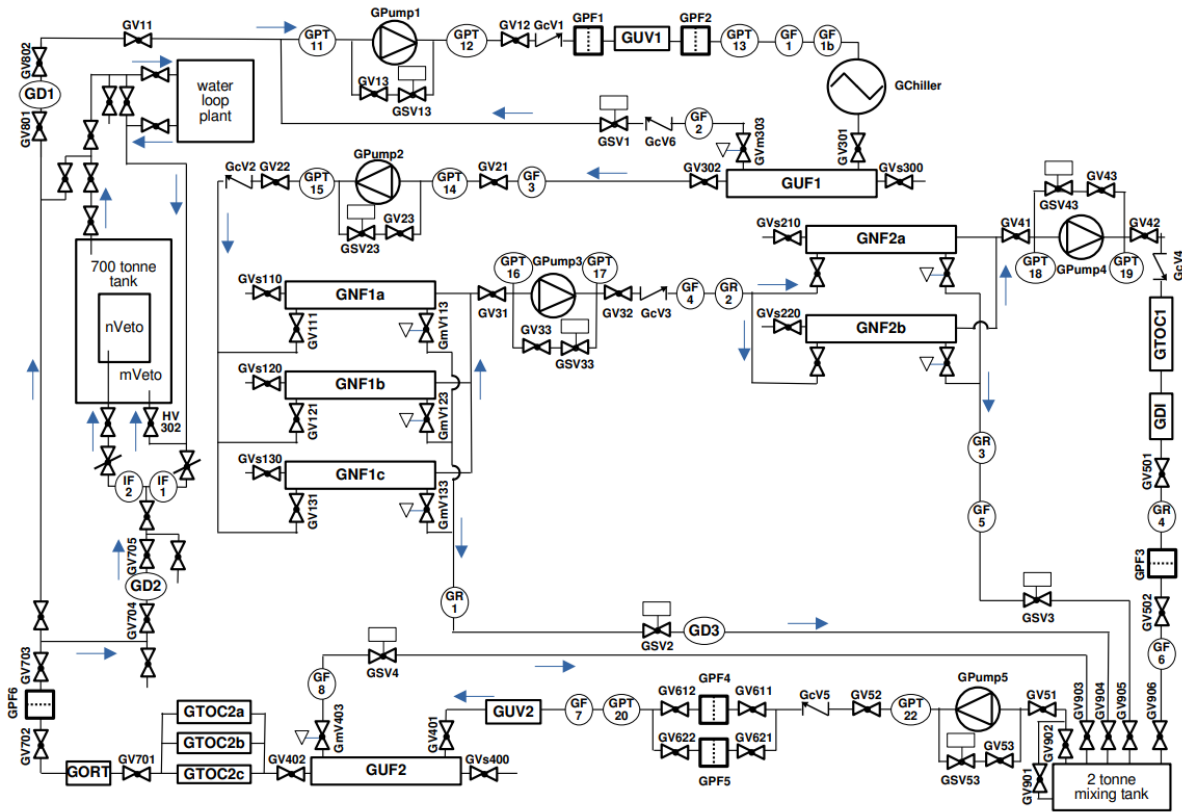 GV11
GPump1
GV12
GcV1
GPF1
GPF2
GV802
GPT
11
GPT
12
GUV1
GPT
13
GF
1
GF
1b
GD1
water
loop
plant
GV13
GSV13
GChiller
GV801
GSV1
GcV6
GF
2
GVm303
GV301
GcV2
GV22
GPump2
GV21
GPT
15
GPT
14
GF
3
GV302
GUF1
GVs300
GSV43
GV43
GV23
GSV23
GVs210
GNF2a
GV41
GV42
700 tonne
tank
nVeto
mVeto
GPT
16
GPump3
GPT
17
GPT
18
GPump4
GPT
19
GcV4
GVs110
GNF1a
GV31
GV32
GcV3
GF
4
GR
2
GVs220
GNF2b
GTOC1
GV111
GmV113
GV33
GSV33
GVs120
GNF1b
GDI
HV
302
GV121
GmV123
GVs130
GNF1c
GR
3
GV501
IF
2
IF
1
GV131
GmV133
GF
5
GR
4
GV705
GPF3
GD2
GR
1
GSV3
GV502
GV704
GSV2
GD3
GF
6
GV703
GSV4
GF
8
GPF6
GPF4
GPump5
GV612
GV611
GcV5
GV52
GV51
GV903
GV904
GV905
GV906
GTOC2a
GmV403
GV401
GUV2
GF
7
GPT
20
GPT
22
GV902
GTOC2b
GV622
GV621
GV53
GV702
GV701
GV402
GORT
GTOC2c
GUF2
GVs400
GPF5
GSV53
GV901
2 tonne
mixing tank